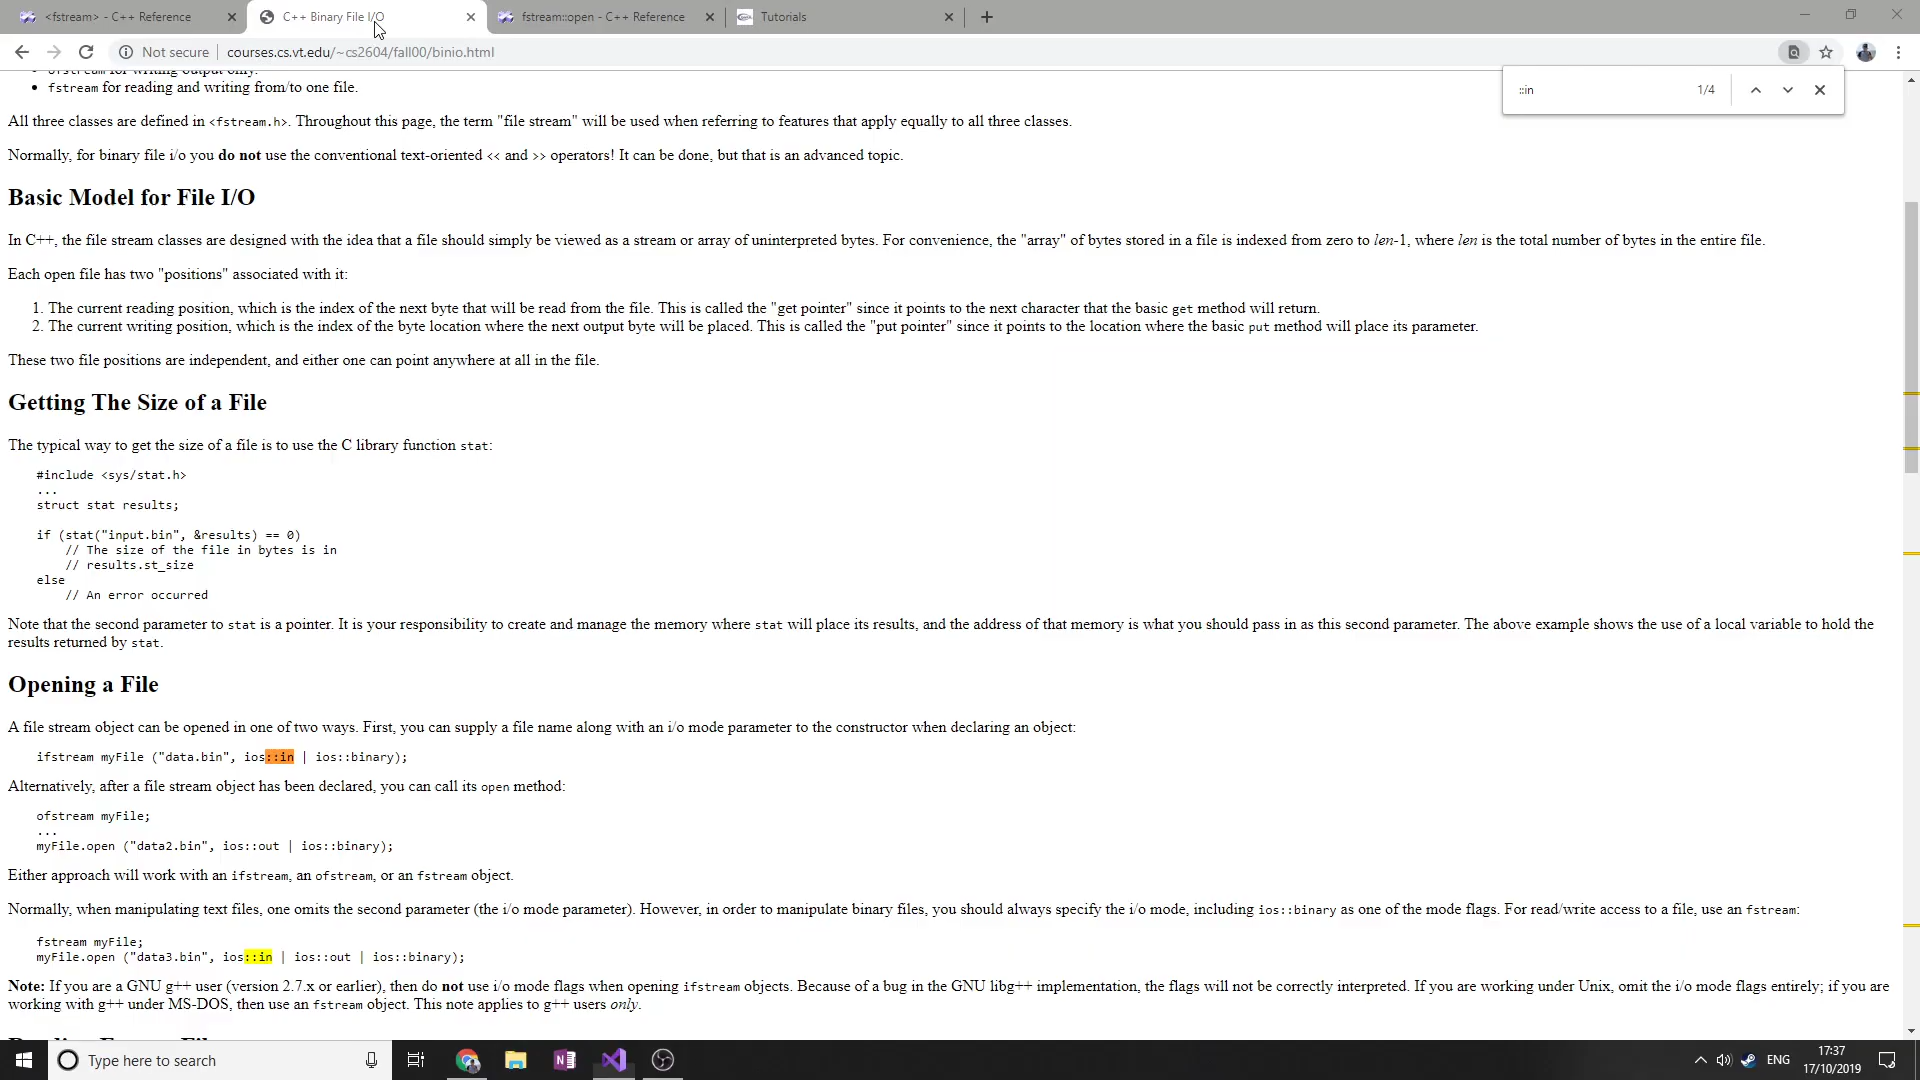 <fstream> - C++ Reference
C++ Binary File I/O
fstream::open - C++ Reference
Tutorials
Not secure
courses.cs.vt.edu/~cs2604/fall00/binio.html
::in
1/4
ofstream for writing output only.
fstream for reading and writing from/to one file.
All three classes are defined in <fstream.h>. Throughout this page, the term "file stream" will be used when referring to features that apply equally to all three classes.
Normally, for binary file i/o you do not use the conventional text-oriented << and >> operators! It can be done, but that is an advanced topic.
Basic Model for File I/O
In C++, the file stream classes are designed with the idea that a file should simply be viewed as a stream or array of uninterpreted bytes. For convenience, the "array" of bytes stored in a file is indexed from zero to len-1, where len is the total number of bytes in the entire file.
Each open file has two "positions" associated with it:
1. The current reading position, which is the index of the next byte that will be read from the file. This is called the "get pointer" since it points to the next character that the basic get method will return.
2. The current writing position, which is the index of the byte location where the next output byte will be placed. This is called the "put pointer" since it points to the location where the basic put method will place its parameter.
These two file positions are independent, and either one can point anywhere at all in the file.
Getting The Size of a File
The typical way to get the size of a file is to use the C library function stat:
#include <sys/stat.h>
...
struct stat results;
if (stat("input.bin", &results) == 0)
// The size of the file in bytes is in
// results.st_size
else
// An error occurred
Note that the second parameter to stat is a pointer. It is your responsibility to create and manage the memory where stat will place its results, and the address of that memory is what you should pass in as this second parameter. The above example shows the use of a local variable to hold the
results returned by stat.
Opening a File
A file stream object can be opened in one of two ways. First, you can supply a file name along with an i/o mode parameter to the constructor when declaring an object:
ifstream myFile ("data.bin", ios::in | ios::binary);
Alternatively, after a file stream object has been declared, you can call its open method:
ofstream myFile;
...
myFile.open ("data2.bin", ios::out | ios::binary);
Either approach will work with an ifstream, an ofstream, or an fstream object.
Normally, when manipulating text files, one omits the second parameter (the i/o mode parameter). However, in order to manipulate binary files, you should always specify the i/o mode, including ios::binary as one of the mode flags. For read/write access to a file, use an fstream:
fstream myFile;
myFile.open ("data3.bin", ios::in | ios::out | ios::binary);
Note: If you are a GNU g++ user (version 2.7.x or earlier), then do not use i/o mode flags when opening ifstream objects. Because of a bug in the GNU libg++ implementation, the flags will not be correctly interpreted. If you are working under Unix, omit the i/o mode flags entirely; if you are
working with g++ under MS-DOS, then use an fstream object. This note applies to g++ users only.
Type here to search
ENG
17:37
17/10/2019